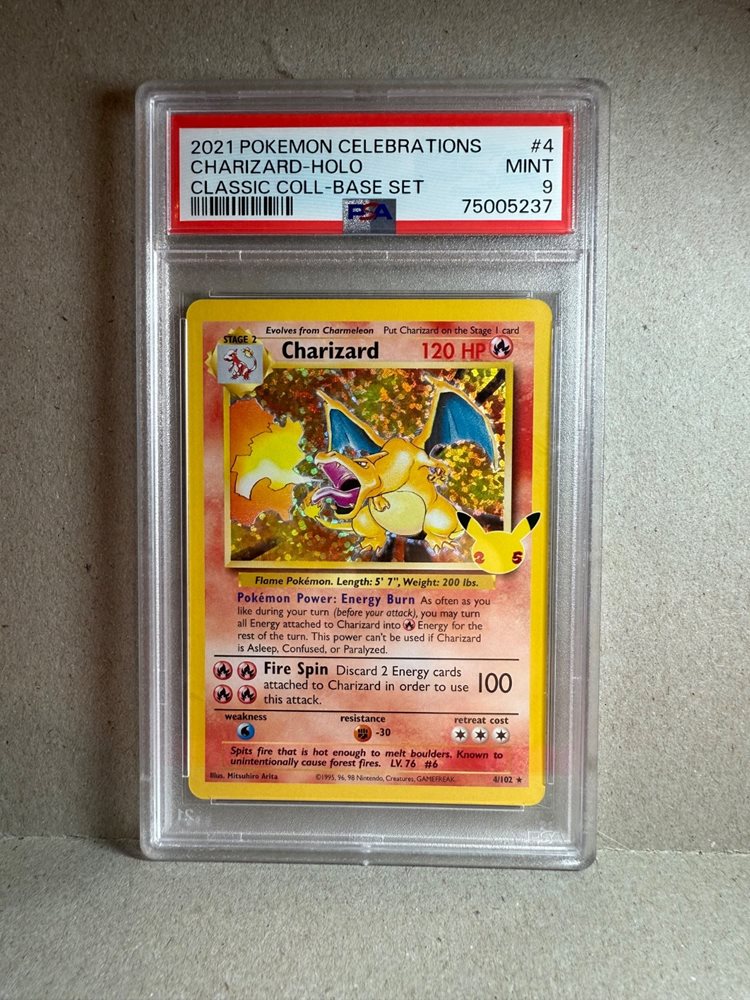 2021 POKEMON CELEBRATIONS #4
CHARIZARD-HOLO MINT
CLASSIC COLL-BASE SET 9
PSA 75005237
Evolves from Charmeleon Put Charizard on the Stage 1 card
STAGE 2
Charizard 120 HP
25
Flame Pokémon. Length: 5' 7", Weight: 200 lbs.
Pokémon Power: Energy Burn As often as you
like during your turn (before your attack), you may turn
all Energy attached to Charizard into Energy for the
rest of the turn. This power can't be used if Charizard
is Asleep, Confused, or Paralyzed.
Fire Spin Discard 2 Energy cards
attached to Charizard in order to use 100
this attack.
weakness resistance retreat cost
-30
Spits fire that is hot enough to melt boulders. Known to
unintentionally cause forest fires. LV. 76 #6
Illus. Mitsuhiro Arita ©1995, 96, 98 Nintendo, Creatures, GAMEFREAK. 4/102 ★